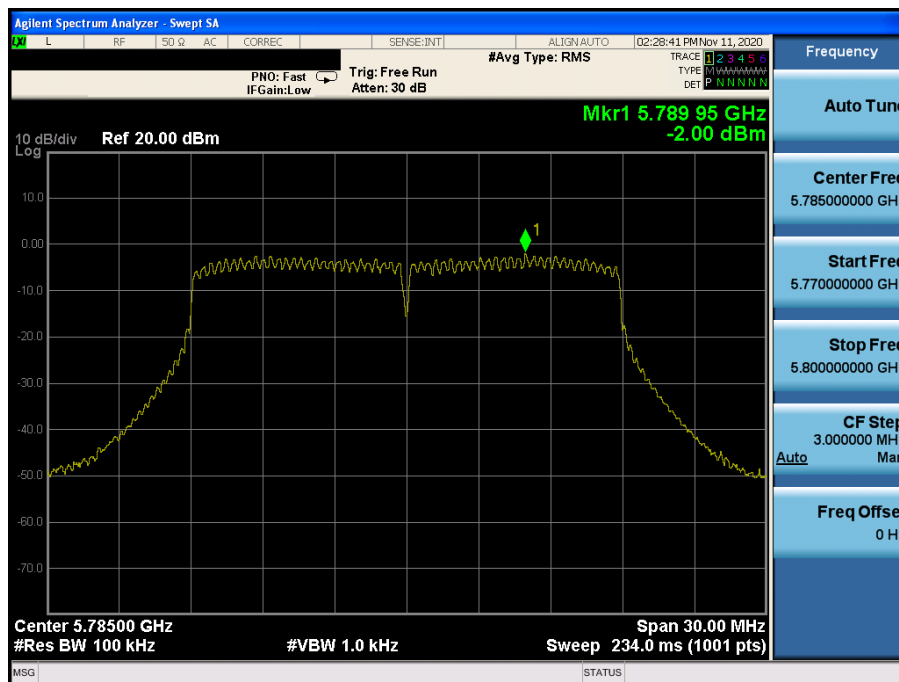 Agilent Spectrum Analyzer - Swept SA
LXI L RF 50 Ω AC CORREC SENSE:INT ALIGNAUTO 02:28:41 PM Nov 11, 2020
#Avg Type: RMS
TRACE 1 2 3 4 5 6
PNO: Fast Trig: Free Run
TYPE M WWWWW
IFGain:Low Atten: 30 dB
DET P N N N N N
Mkr1 5.789 95 GHz
-2.00 dBm
10 dB/div Ref 20.00 dBm
Log
10.0
0.00
-10.0
-20.0
-30.0
-40.0
-50.0
-60.0
-70.0
1
Center 5.78500 GHz Span 30.00 MHz
#Res BW 100 kHz #VBW 1.0 kHz Sweep 234.0 ms (1001 pts)
MSG STATUS
Frequency
Auto Tun
Center Fre
5.785000000 GH
Start Fre
5.770000000 GH
Stop Fre
5.800000000 GH
CF Step
3.000000 MH
Auto Ma
Freq Offse
0 H